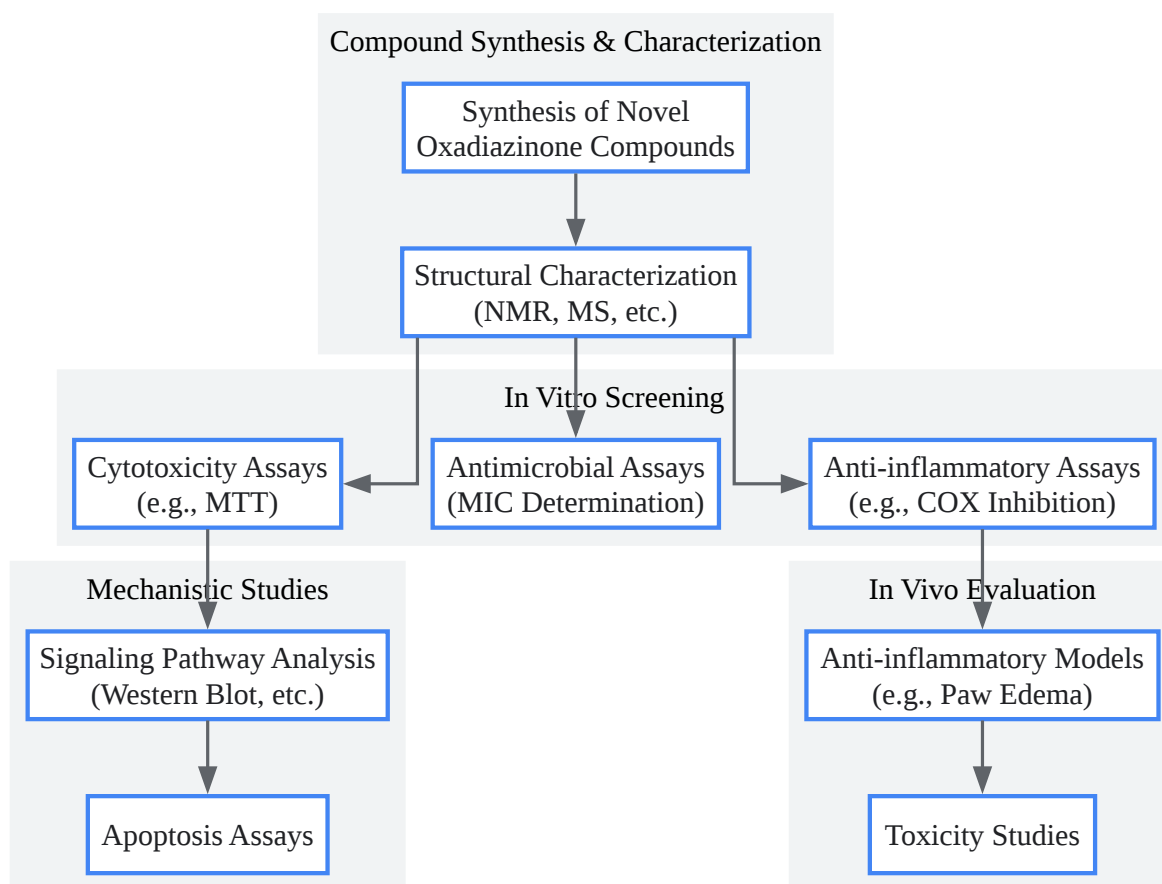 Compound Synthesis & Characterization
Synthesis of Novel
Oxadiazinone Compounds
Structural Characterization
(NMR, MS, etc.)
In Vitro Screening
Cytotoxicity Assays
(e.g., MTT)
Antimicrobial Assays
(MIC Determination)
Anti-inflammatory Assays
(e.g., COX Inhibition)
Mechanistic Studies
Signaling Pathway Analysis
(Western Blot, etc.)
Apoptosis Assays
In Vivo Evaluation
Anti-inflammatory Models
(e.g., Paw Edema)
Toxicity Studies